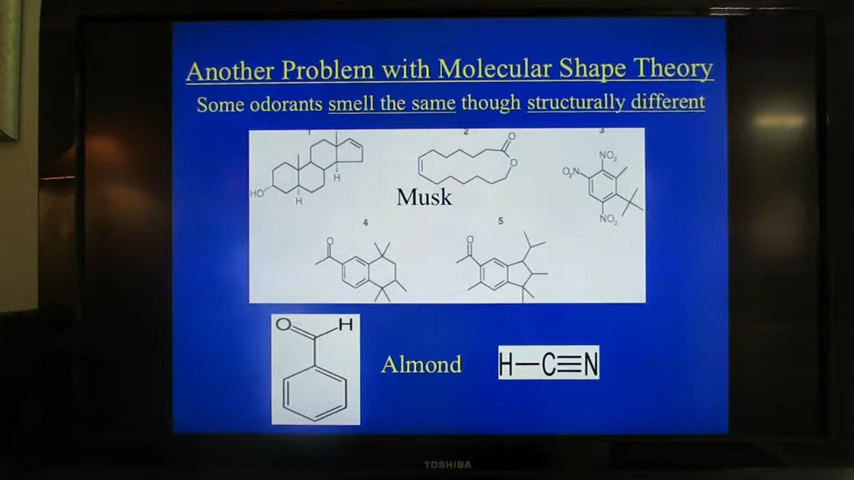 Another Problem with Molecular Shape Theory
Some odorants smell the same though structurally different
1 2 3
O
NO₂
O₂N
O
H
HO
H
Musk
NO₂
4 5
O O
O H
Almond
H—C≡N
TOSHIBA